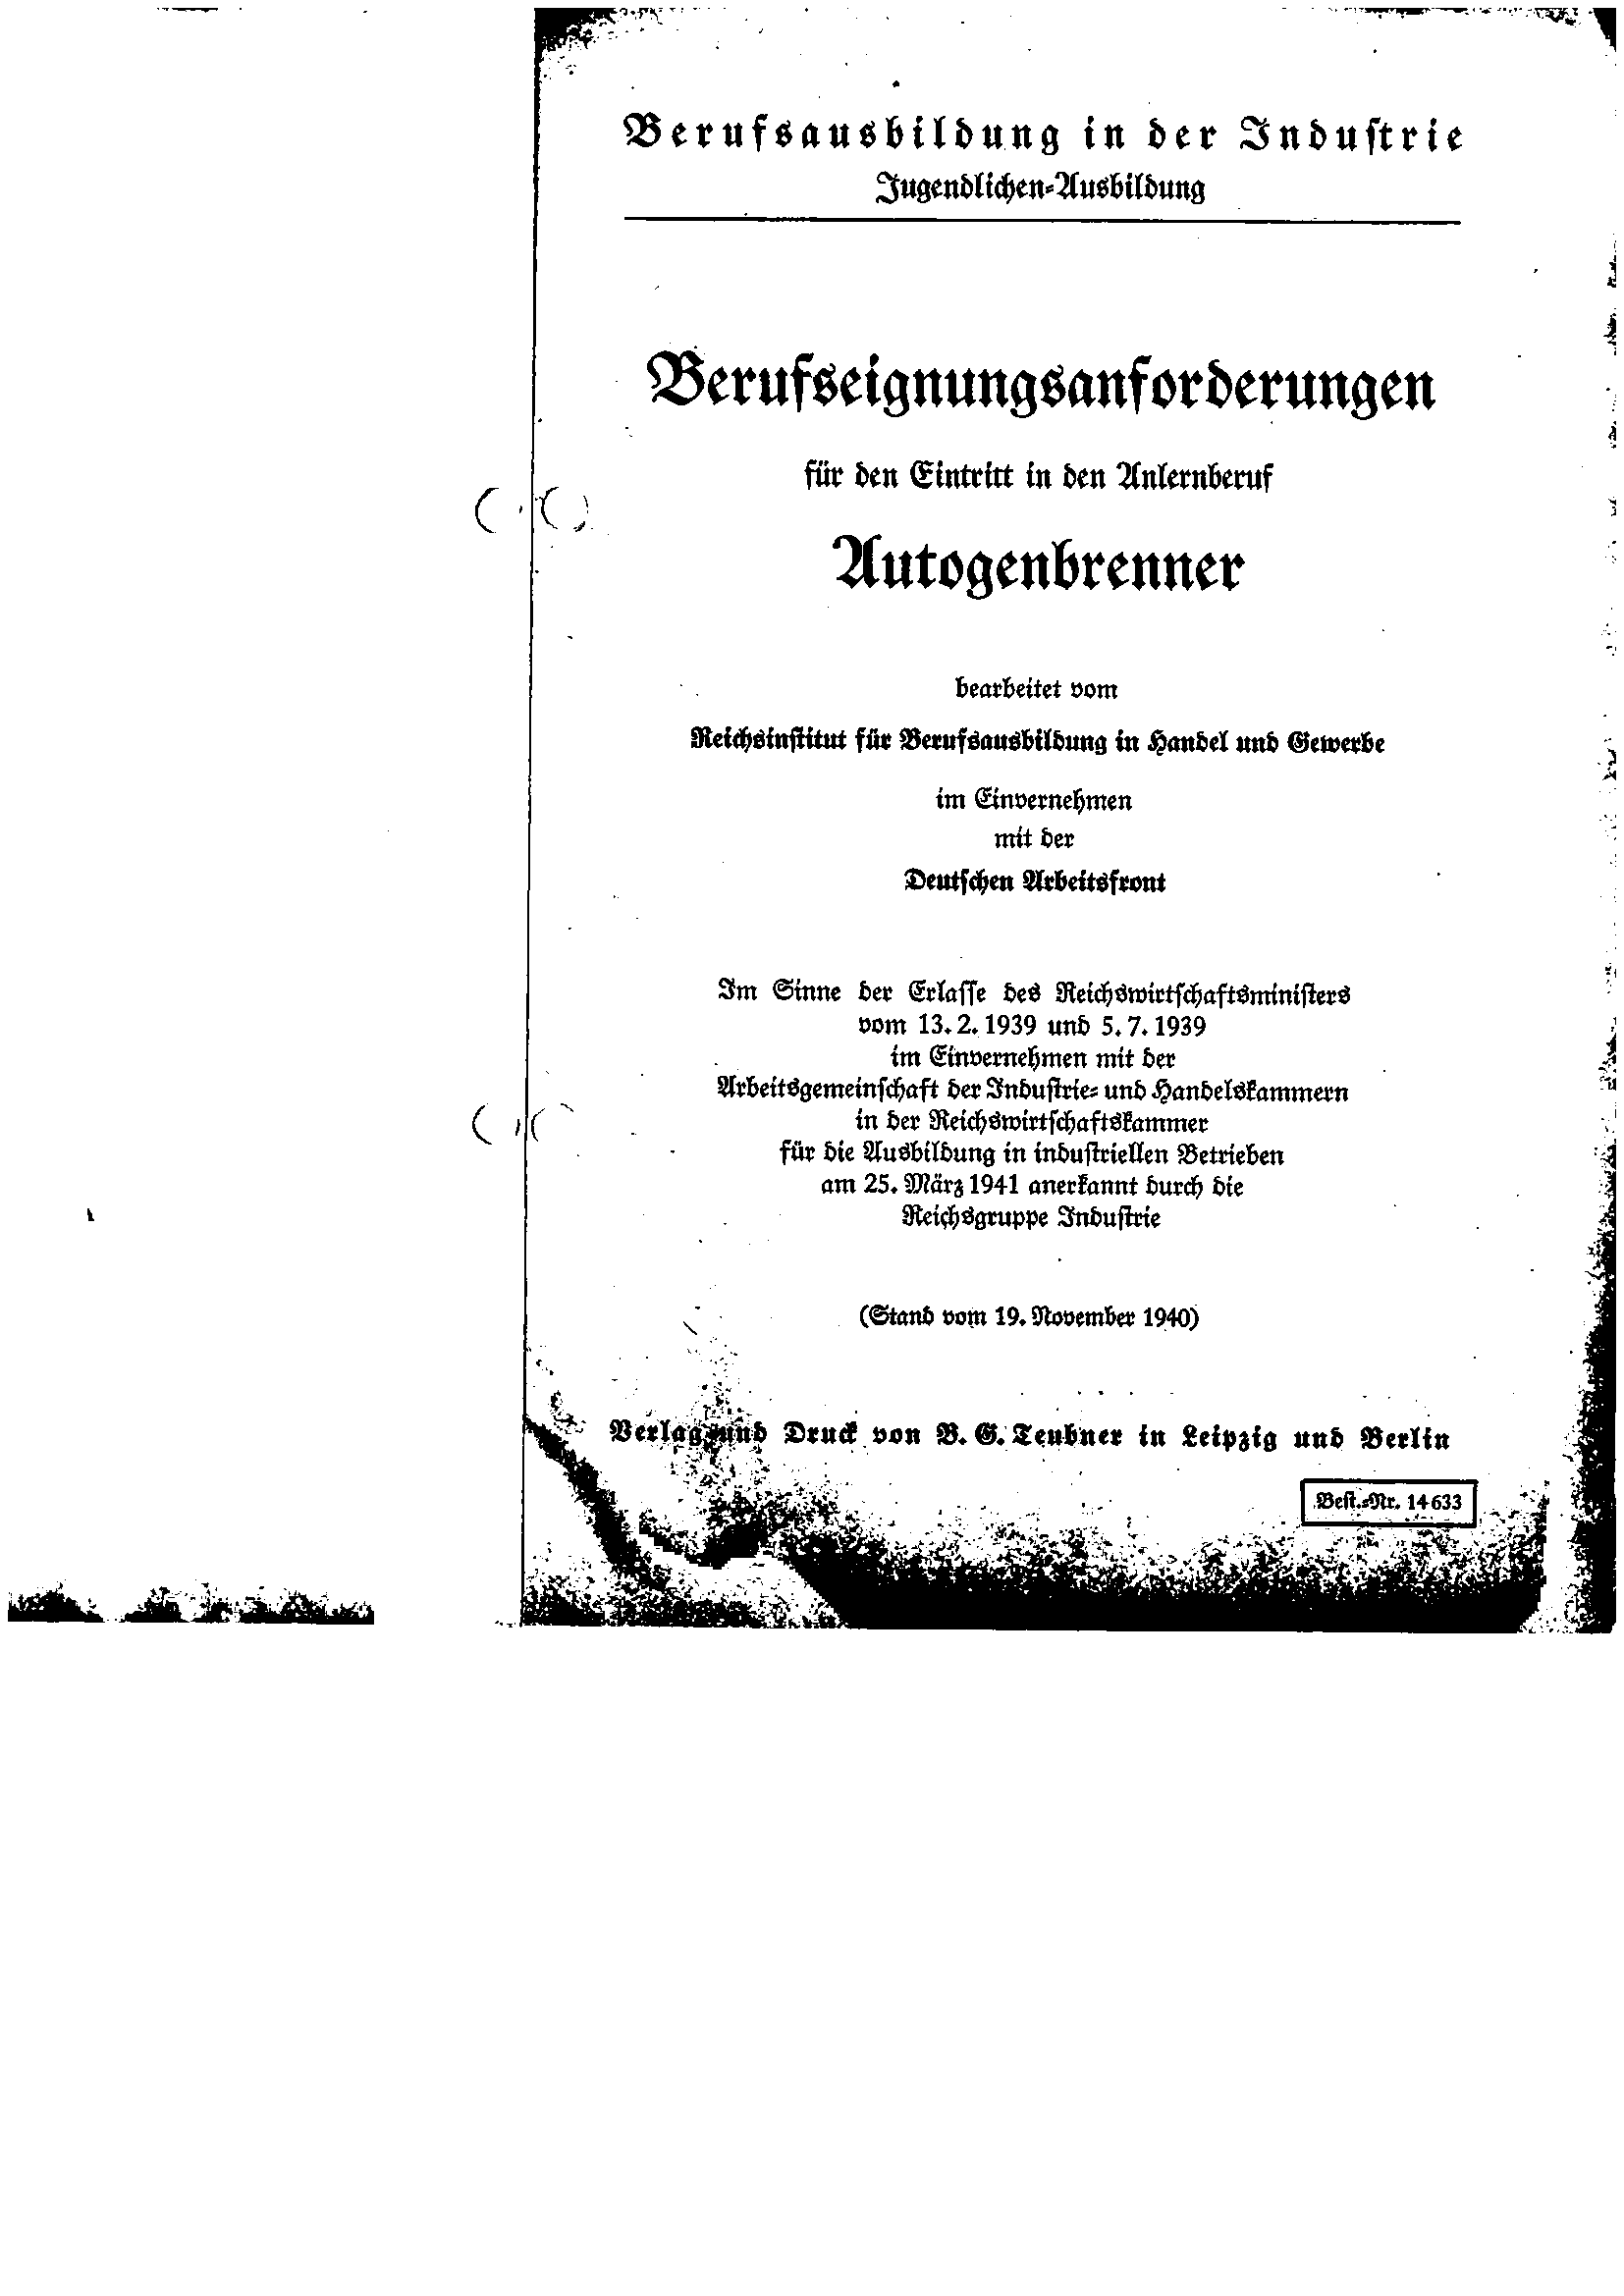 Berufsausbildung in der Industrie
Jugendlichen-Ausbildung
Berufseignungsanforderungen
für den Eintritt in den Anlernberuf
Autogenbrenner
bearbeitet vom
Reichsinstitut für Berufsausbildung in Handel und Gewerbe
im Einvernehmen
mit der
Deutschen Arbeitsfront
Im Sinne der Erlasse des Reichswirtschaftsministers
vom 13. 2. 1939 und 5. 7. 1939
im Einvernehmen mit der
Arbeitsgemeinschaft der Industrie- und Handelskammern
in der Reichswirtschaftskammer
für die Ausbildung in industriellen Betrieben
am 25. März 1941 anerkannt durch die
Reichsgruppe Industrie
(Stand vom 19. November 1940)
Verlag und Druck von B. G. Teubner in Leipzig und Berlin
Best.-Nr. 14633